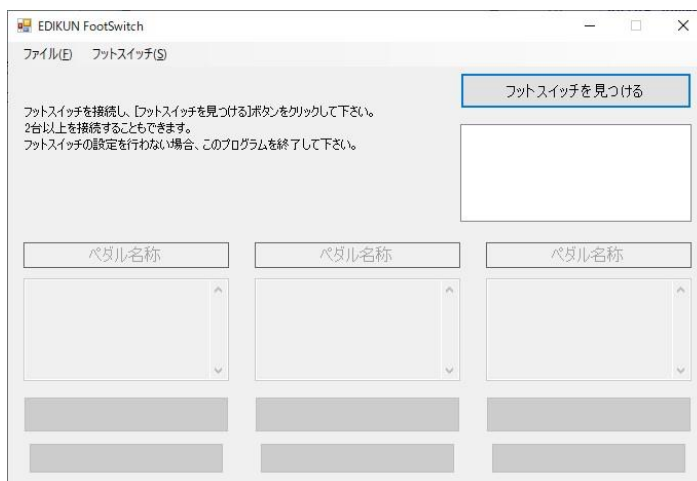 EDIKUN FootSwitch
ファイル(F) フットスイッチ(S)
フットスイッチを見つける
フットスイッチを接続し、[フットスイッチを見つける]ボタンをクリックして下さい。
2台以上を接続することもできます。
フットスイッチの設定を行わない場合、このプログラムを終了して下さい。
ペダル名称 ペダル名称 ペダル名称